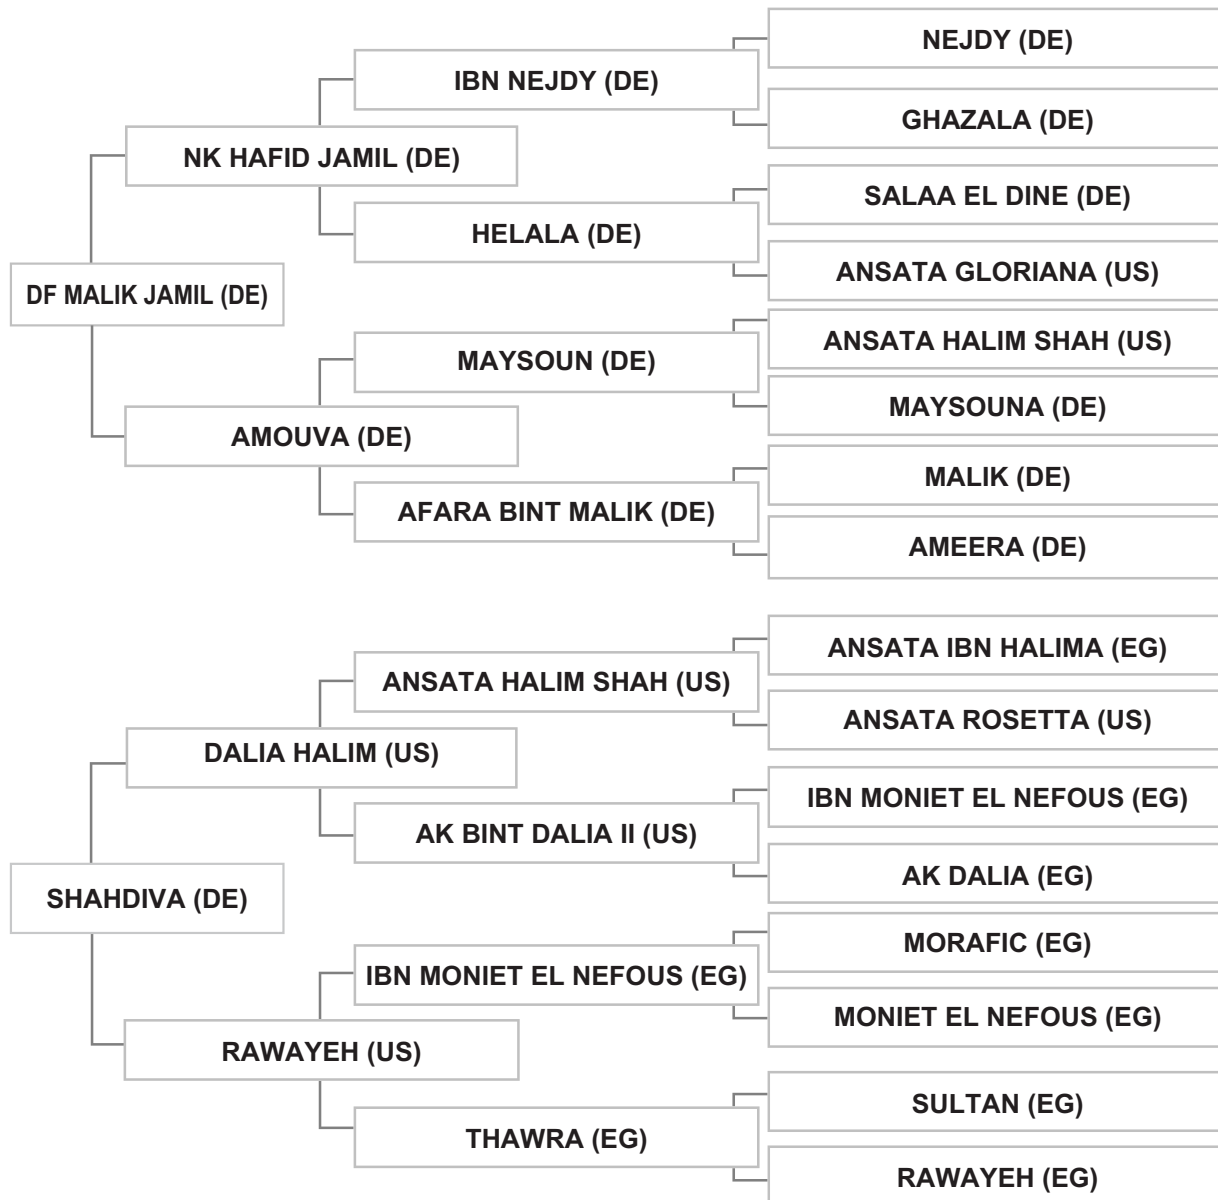 NEJDY (DE)
IBN NEJDY (DE)
GHAZALA (DE)
NK HAFID JAMIL (DE)
SALAA EL DINE (DE)
HELALA (DE)
ANSATA GLORIANA (US)
DF MALIK JAMIL (DE)
ANSATA HALIM SHAH (US)
MAYSOUN (DE)
MAYSOUNA (DE)
AMOUVA (DE)
MALIK (DE)
AFARA BINT MALIK (DE)
AMEERA (DE)
ANSATA IBN HALIMA (EG)
ANSATA HALIM SHAH (US)
ANSATA ROSETTA (US)
DALIA HALIM (US)
IBN MONIET EL NEFOUS (EG)
AK BINT DALIA II (US)
AK DALIA (EG)
SHAHDIVA (DE)
MORAFIC (EG)
IBN MONIET EL NEFOUS (EG)
MONIET EL NEFOUS (EG)
RAWAYEH (US)
SULTAN (EG)
THAWRA (EG)
RAWAYEH (EG)